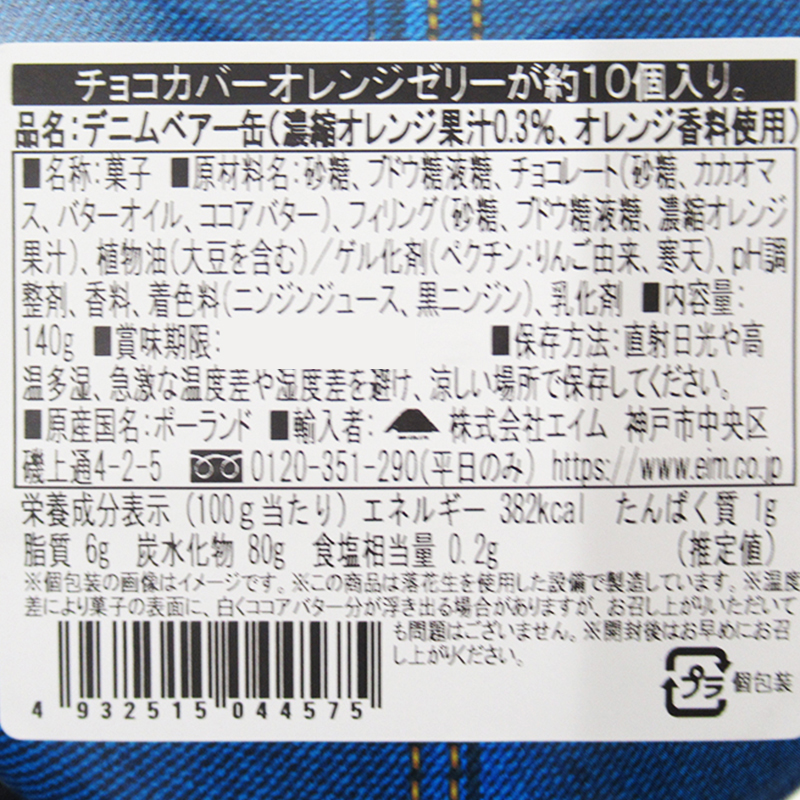 チョコカバーオレンジゼリーが約10個入り。
品名：デニムベアー缶（濃縮オレンジ果汁0.3%、オレンジ香料使用）
■名称：菓子 ■原材料名：砂糖、ブドウ糖液糖、チョコレート（砂糖、カカオマ
ス、バターオイル、ココアバター）、フィリング（砂糖、ブドウ糖液糖、濃縮オレンジ
果汁）、植物油（大豆を含む）／ゲル化剤（ペクチン：りんご由来、寒天）、pH調
整剤、香料、着色料（ニンジンジュース、黒ニンジン）、乳化剤 ■内容量：
140g ■賞味期限： ■保存方法：直射日光や高
温多湿、急激な温度差や湿度差を避け、涼しい場所で保存してください。
■原産国名：ポーランド ■輸入者： 株式会社エイム 神戸市中央区
磯上通4-2-5 0120-351-290（平日のみ） https://www.eim.co.jp
栄養成分表示（100g当たり）エネルギー 382kcal たんぱく質 1g
脂質 6g 炭水化物 80g 食塩相当量 0.2g （推定値）
※個包装の画像はイメージです。※この商品は落花生を使用した設備で製造しています。※温度
差により菓子の表面に、白くココアバター分が浮き出る場合がありますが、お召し上がりいただいて
も問題はございません。※開封後はお早めにお召
し上がりください。
プラ 個包装
4 932515 044575